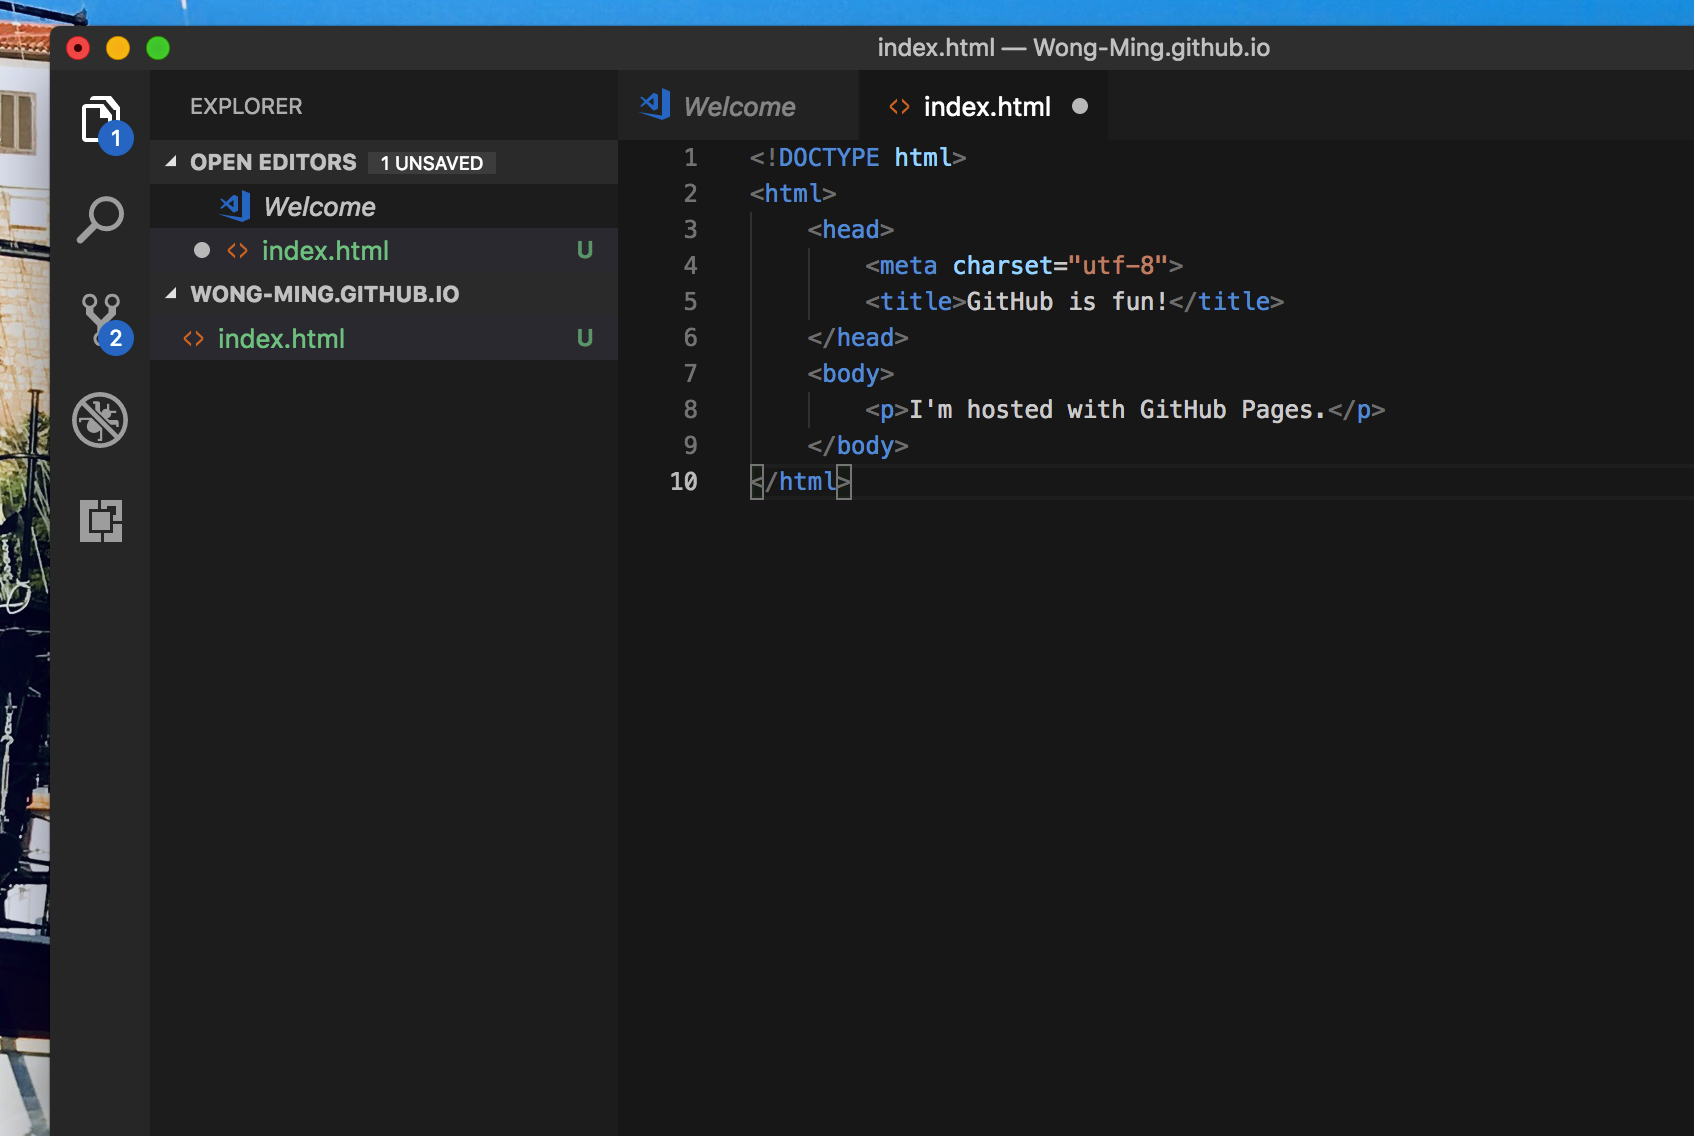 index.html — Wong-Ming.github.io
EXPLORER
1
OPEN EDITORS 1 UNSAVED
Welcome
index.html U
WONG-MING.GITHUB.IO
index.html U
2
Welcome index.html
1 <!DOCTYPE html>
2 <html>
3     <head>
4         <meta charset="utf-8">
5         <title>GitHub is fun!</title>
6     </head>
7     <body>
8         <p>I'm hosted with GitHub Pages.</p>
9     </body>
10 </html>